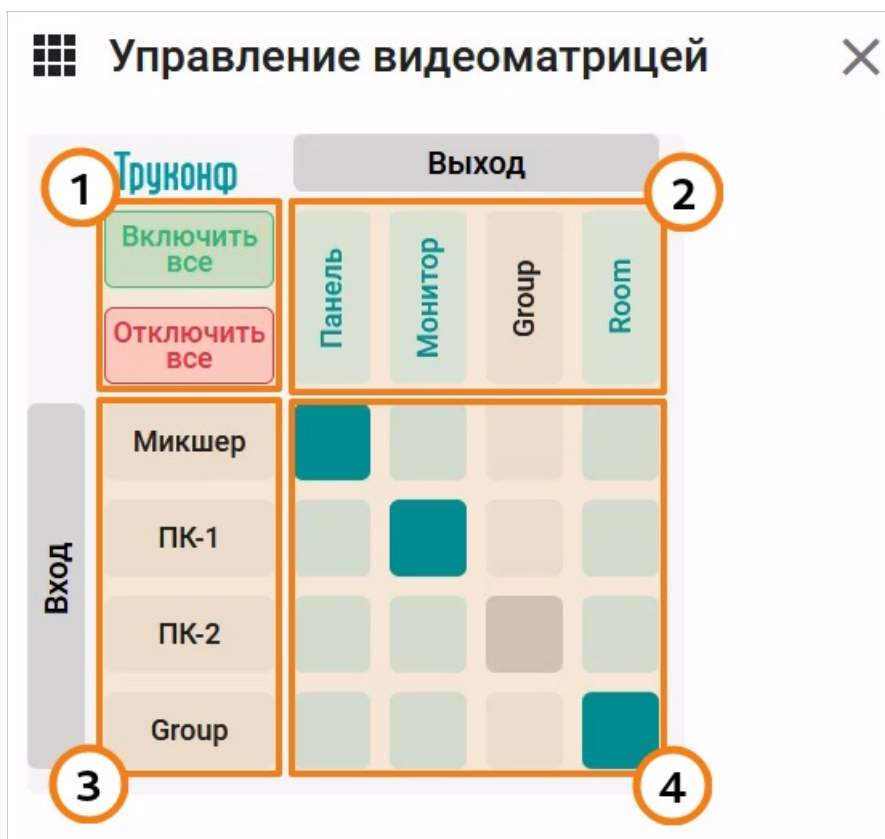 Управление видеоматрицей
Труконф
Выход
1
2
Включить
все
Отключить
все
Панель
Монитор
Group
Room
Вход
Микшер
ПК-1
ПК-2
Group
3
4